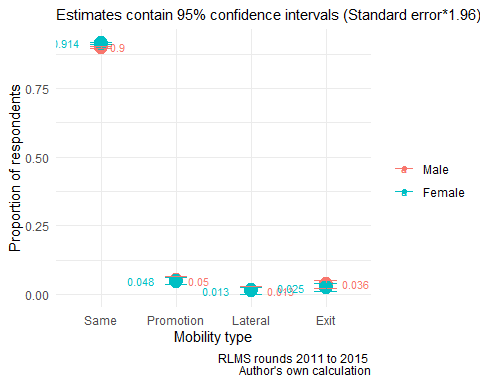 Estimates contain 95% confidence intervals (Standard error*1.96)
Proportion of respondents
0.75
0.50
0.25
0.00
0.914
0.9
0.048
0.05
0.013
0.025
0.036
Same
Promotion
Lateral
Exit
Mobility type
Male
Female
RLMS rounds 2011 to 2015
Author's own calculation